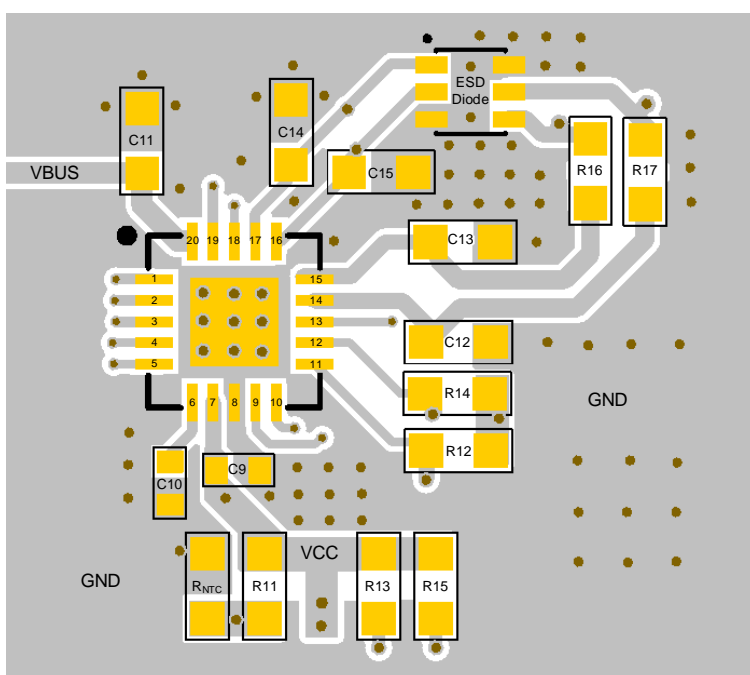 ESD
Diode
C11
C14
VBUS
C15
R16
R17
20 19 18 17 16
C13
1
2
3
4
5
15
14
13
12
11
C12
6 7 8 9 10
R14
GND
R12
C9
C10
VCC
GND
RNTC
R11
R13
R15